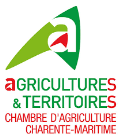 aGRICULTURES
& TERRITOIRES
CHAMBRE D'AGRICULTURE
CHARENTE-MARITIME